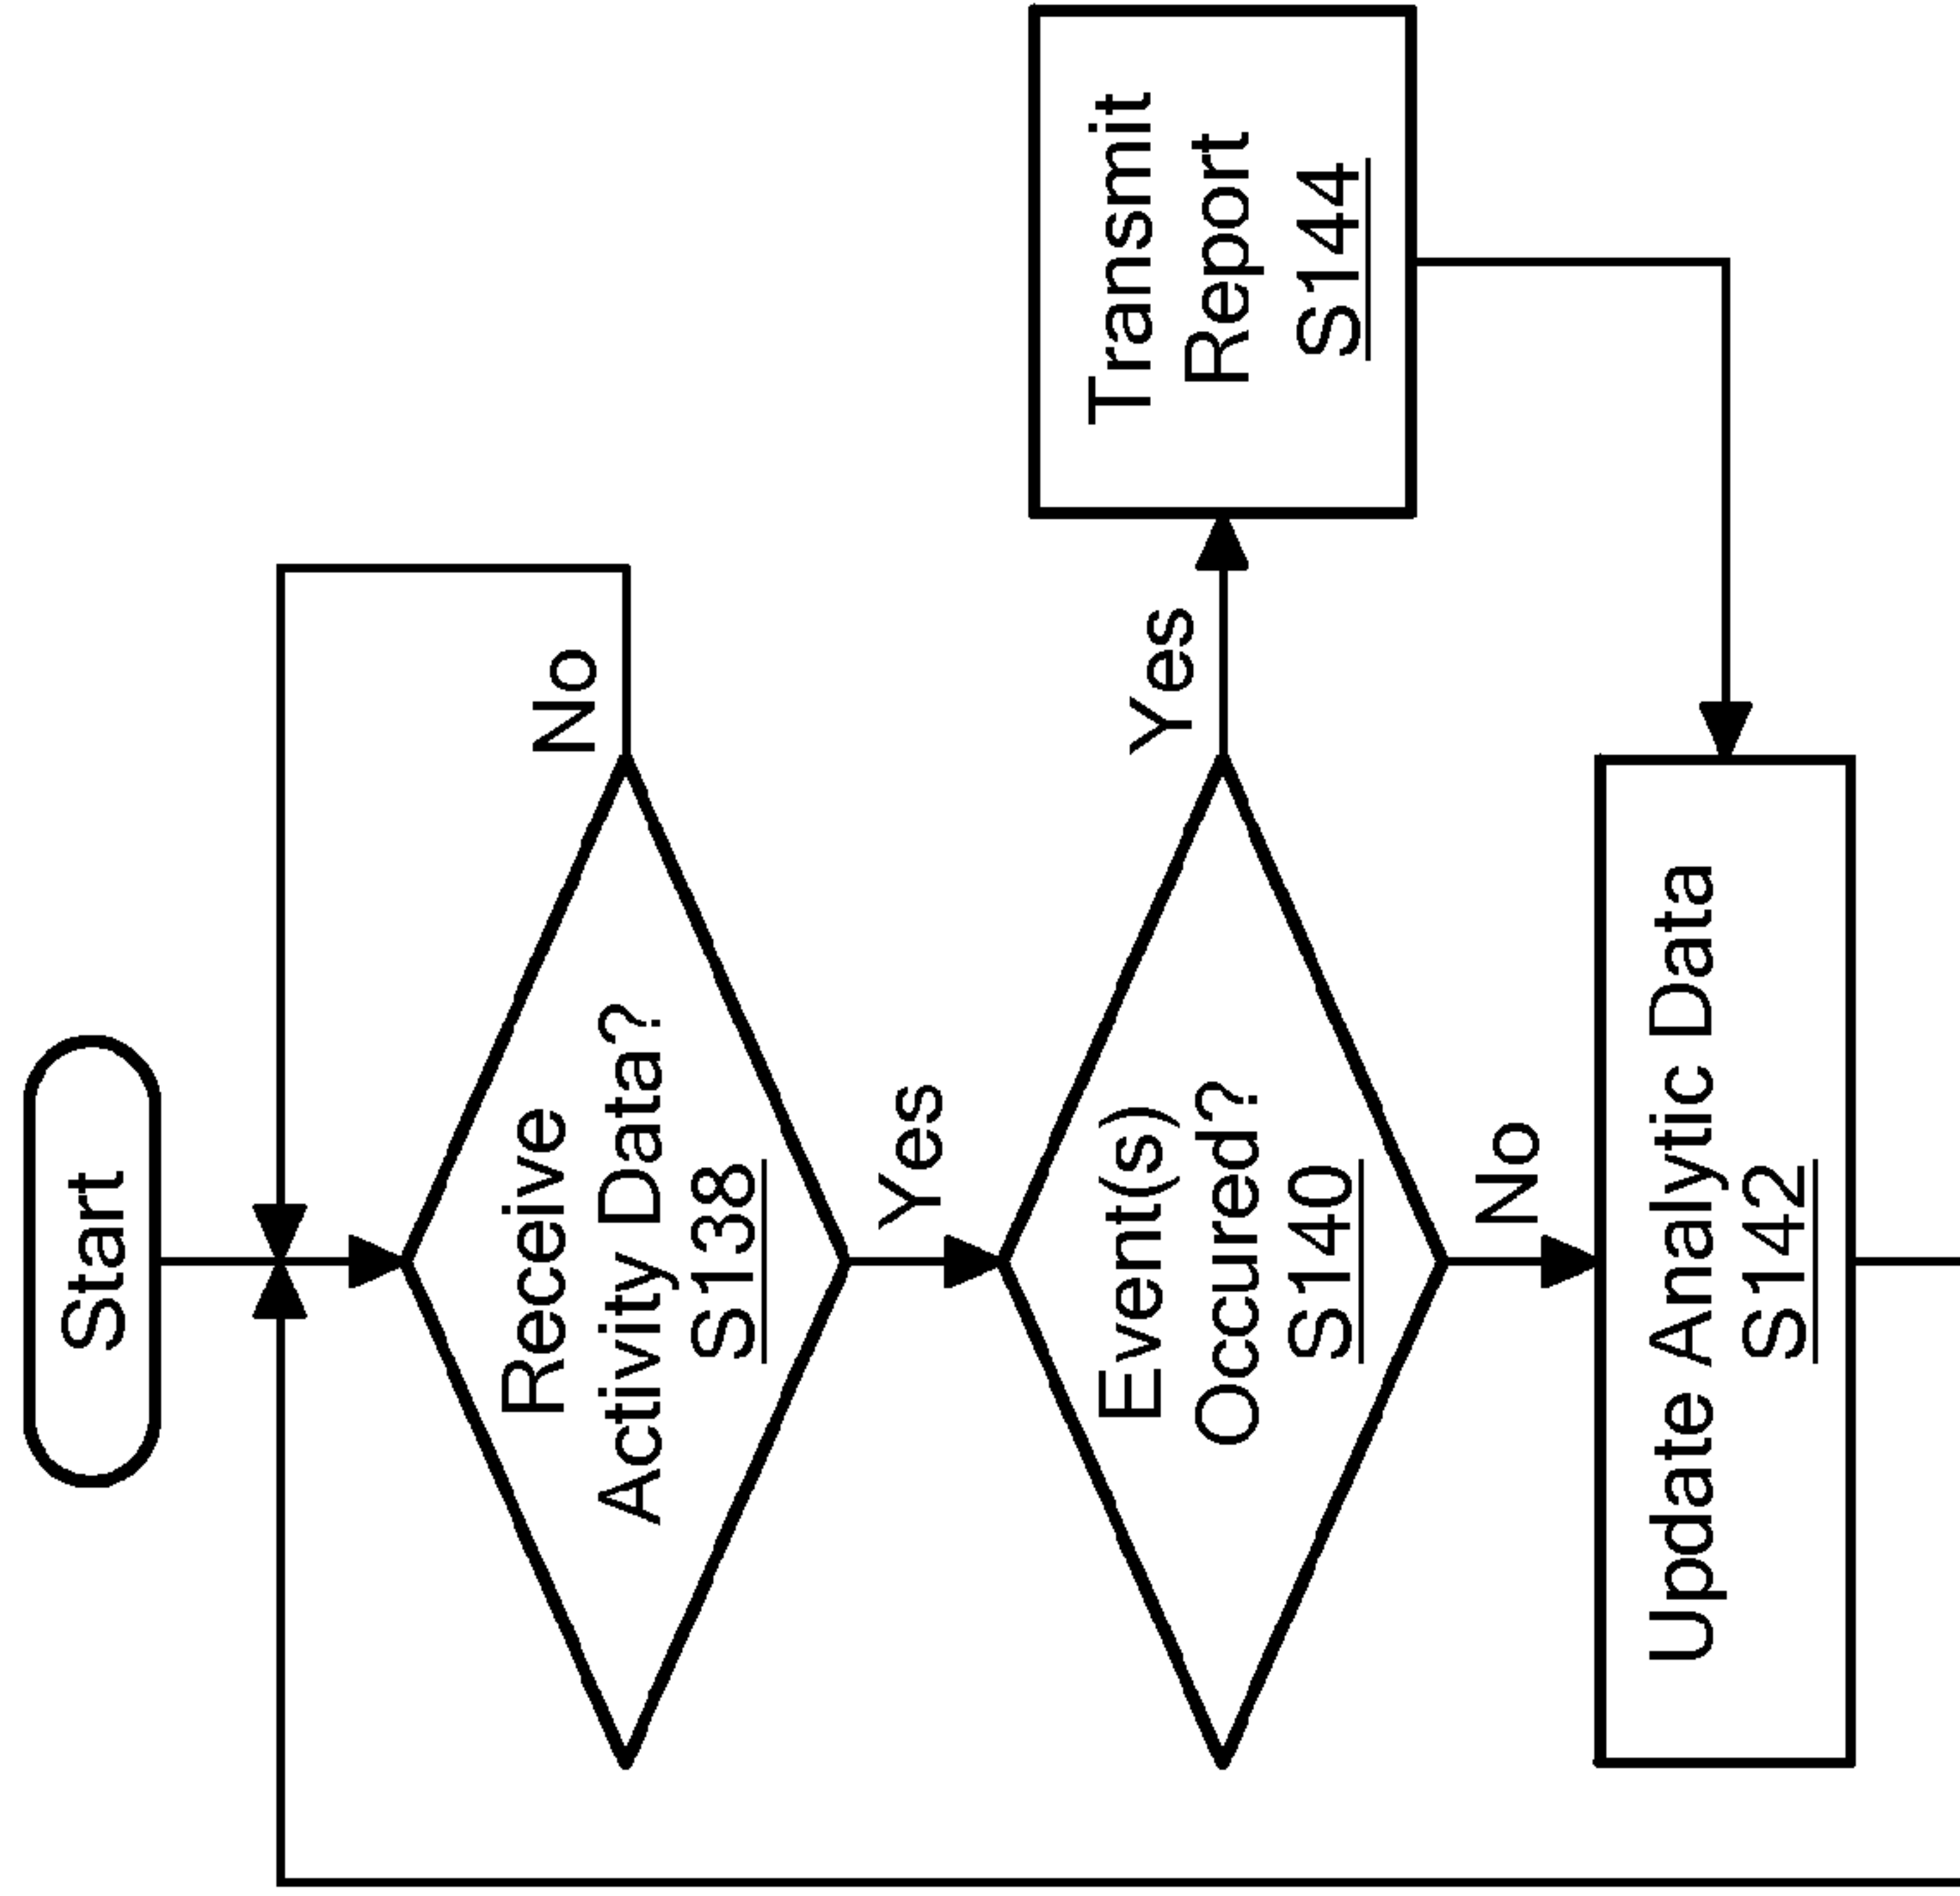 Start
Receive
Activity Data?
S138
No
Yes
Event(s)
Occured?
S140
Yes
Transmit
Report
S144
No
Update Analytic Data
S142